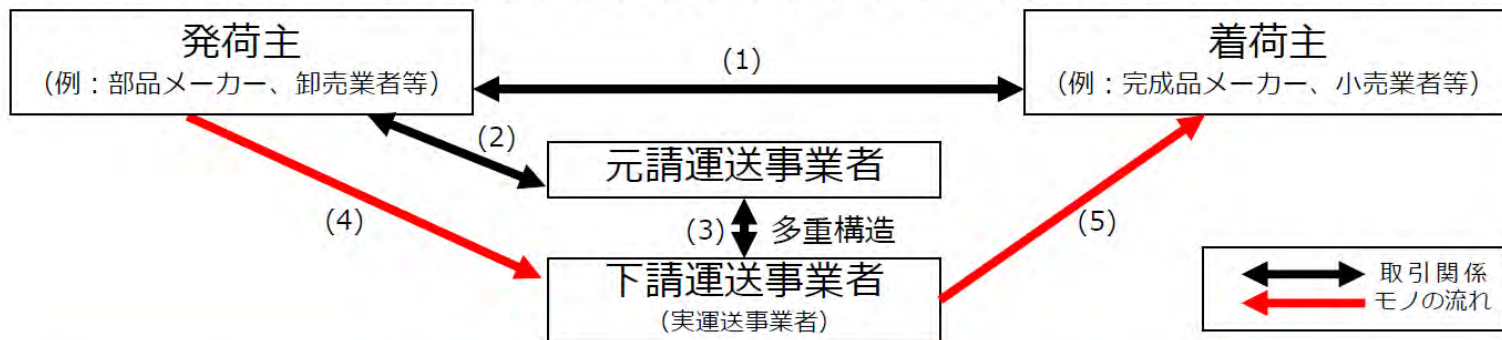 発荷主
（例：部品メーカー、卸売業者等）
(1)
着荷主
（例：完成品メーカー、小売業者等）
(2)
元請運送事業者
(4)
(3)
多重構造
(5)
下請運送事業者
（実運送事業者）
取引関係
モノの流れ